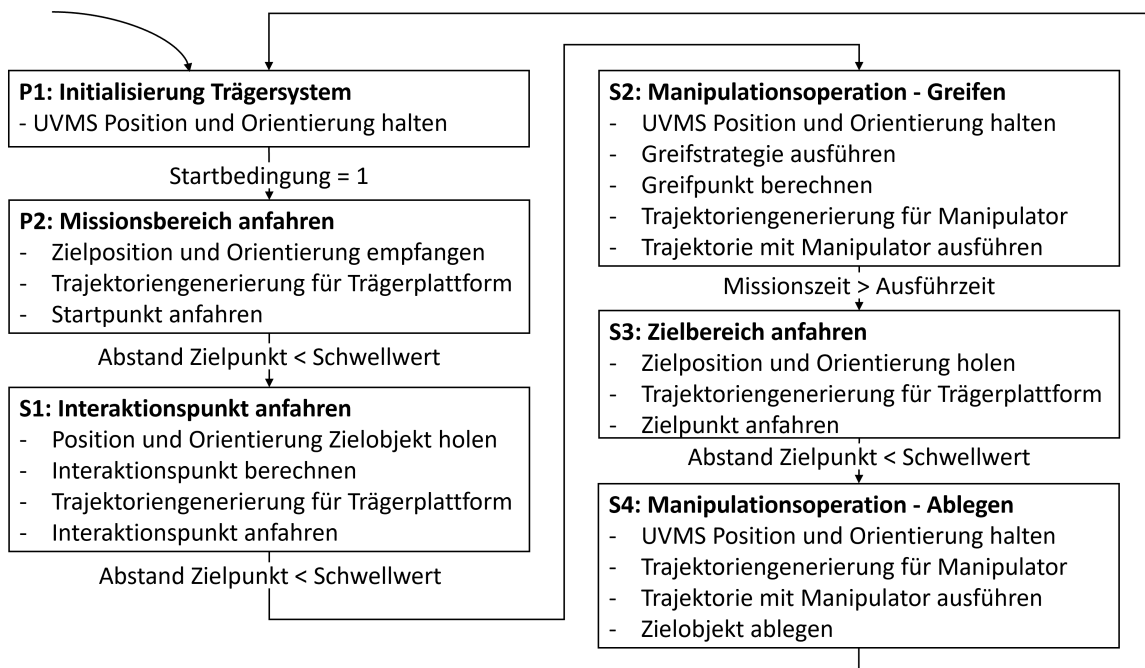 P1: Initialisierung Trägersystem
- UVMS Position und Orientierung halten
Startbedingung = 1
P2: Missionsbereich anfahren
- Zielposition und Orientierung empfangen
- Trajektoriengenerierung für Trägerplattform
- Startpunkt anfahren
Abstand Zielpunkt < Schwellwert
S1: Interaktionspunkt anfahren
- Position und Orientierung Zielobjekt holen
- Interaktionspunkt berechnen
- Trajektoriengenerierung für Trägerplattform
- Interaktionspunkt anfahren
Abstand Zielpunkt < Schwellwert
S2: Manipulationsoperation - Greifen
- UVMS Position und Orientierung halten
- Greifstrategie ausführen
- Greifpunkt berechnen
- Trajektoriengenerierung für Manipulator
- Trajektorie mit Manipulator ausführen
Missionszeit > Ausführzeit
S3: Zielbereich anfahren
- Zielposition und Orientierung holen
- Trajektoriengenerierung für Trägerplattform
- Zielpunkt anfahren
Abstand Zielpunkt < Schwellwert
S4: Manipulationsoperation - Ablegen
- UVMS Position und Orientierung halten
- Trajektoriengenerierung für Manipulator
- Trajektorie mit Manipulator ausführen
- Zielobjekt ablegen